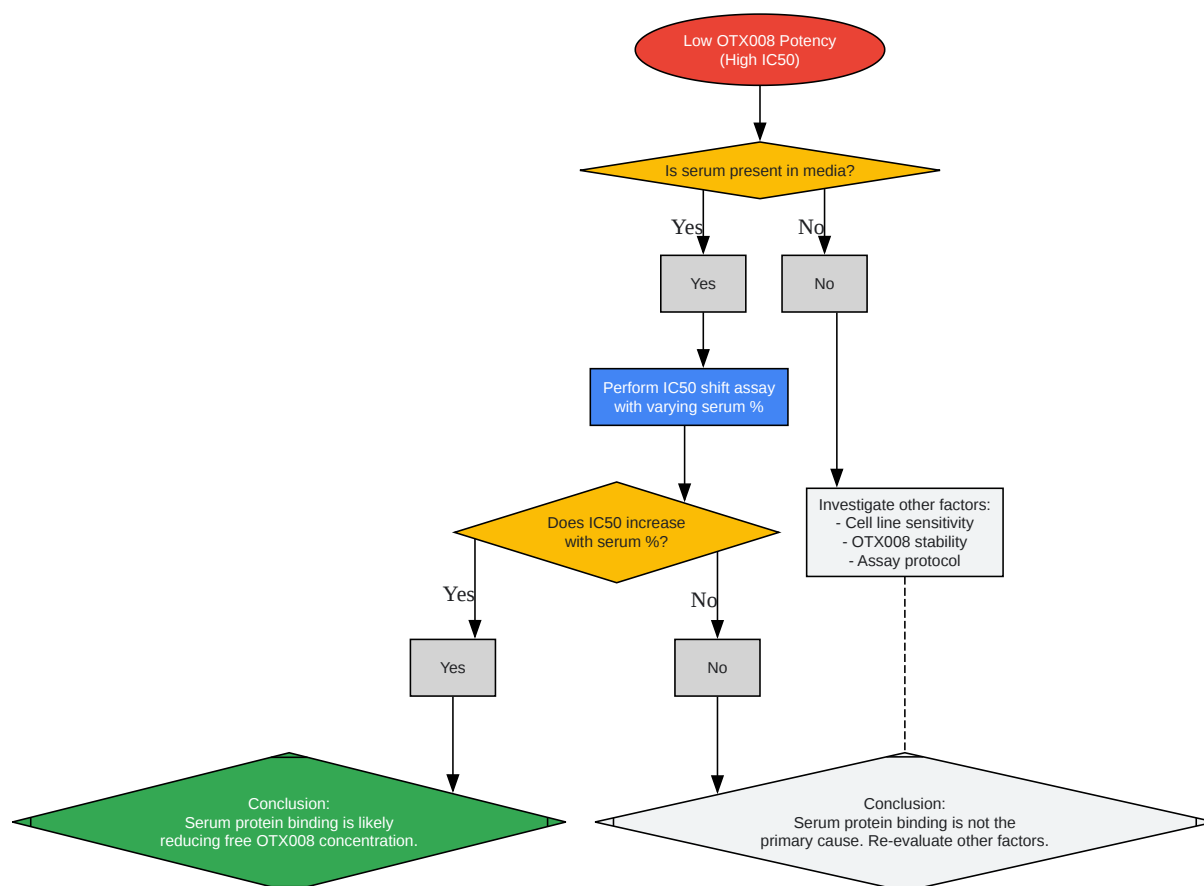 Low OTX008 Potency
(High IC50)
Is serum present in media?
Yes
No
Yes
No
Perform IC50 shift assay
with varying serum %
Investigate other factors:
- Cell line sensitivity
- OTX008 stability
- Assay protocol
Does IC50 increase
with serum %?
Yes
No
Yes
No
Conclusion:
Serum protein binding is likely
reducing free OTX008 concentration.
Conclusion:
Serum protein binding is not the
primary cause. Re-evaluate other factors.